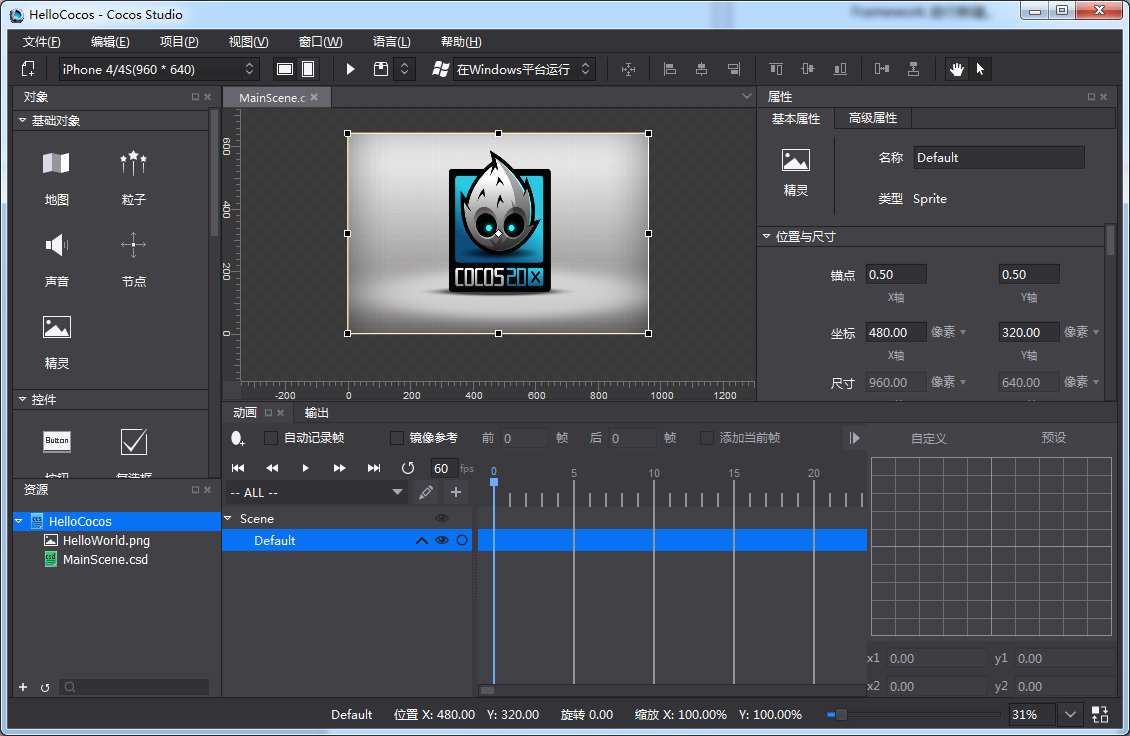 HelloCocos - Cocos Studio
文件(F) 编辑(E) 项目(P) 视图(V) 窗口(W) 语言(L) 帮助(H)
iPhone 4/4S(960 * 640) 在Windows平台运行
对象
基础对象
地图 粒子
声音 节点
精灵
控件
Button
按钮 复选框
资源
HelloCocos
HelloWorld.png
csd MainScene.csd
MainScene.c
600
400
200
0
COCOS2DX
-200 0 200 400 600 800 1000 1200
属性
基本属性 高级属性
精灵
名称 Default
类型 Sprite
位置与尺寸
锚点 0.50 0.50
X轴 Y轴
坐标 480.00 像素 320.00 像素
X轴 Y轴
尺寸 960.00 像素 640.00 像素
动画 输出
自动记录帧 镜像参考 前 0 帧 后 0 帧 添加当前帧
60 fps
0 5 10 15 20
-- ALL --
Scene
Default
自定义 预设
x1 0.00 y1 0.00
x2 0.00 y2 0.00
Default 位置 X: 480.00 Y: 320.00 旋转 0.00 缩放 X: 100.00% Y: 100.00% 31%